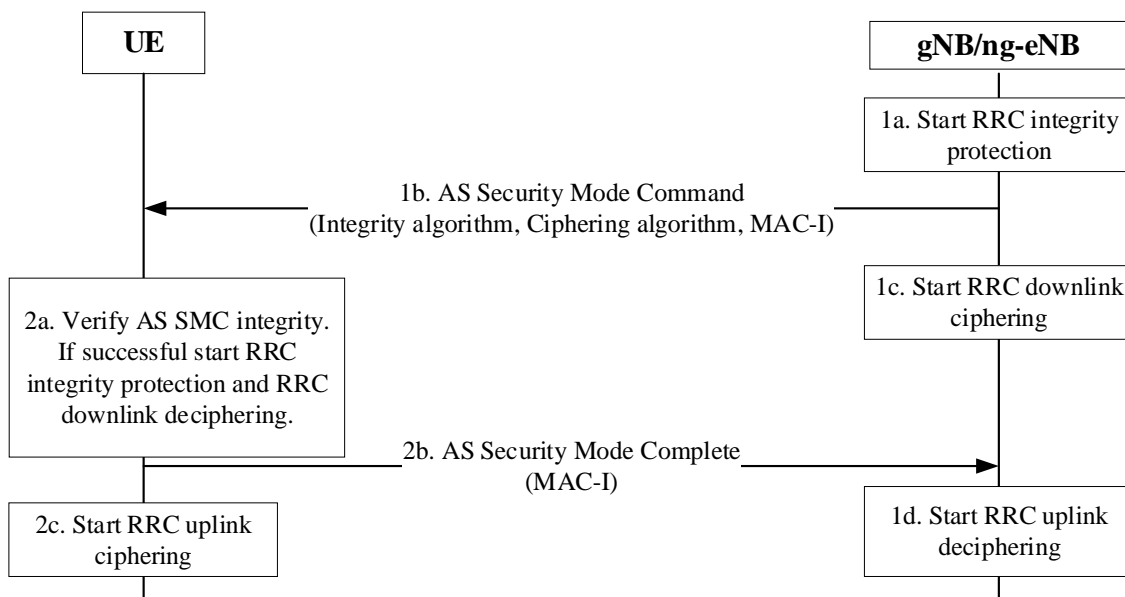 UE
gNB/ng-eNB
1a. Start RRC integrity
protection
1b. AS Security Mode Command
(Integrity algorithm, Ciphering algorithm, MAC-I)
1c. Start RRC downlink
ciphering
2a. Verify AS SMC integrity.
If successful start RRC
integrity protection and RRC
downlink deciphering.
2b. AS Security Mode Complete
(MAC-I)
2c. Start RRC uplink
ciphering
1d. Start RRC uplink
deciphering